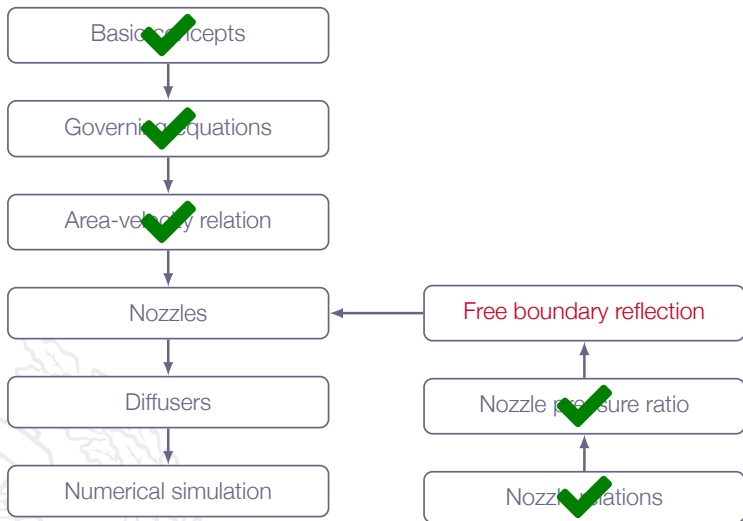 Basic concepts
Governing equations
Area-velocity relation
Nozzles
Diffusers
Numerical simulation
Free boundary reflection
Nozzle pressure ratio
Nozzle relations